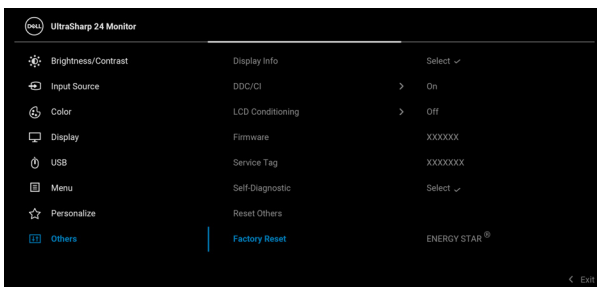 DELL UltraSharp 24 Monitor
Brightness/Contrast Display Info Select ✓
Input Source DDC/CI > On
Color LCD Conditioning > Off
Display Firmware XXXXXX
USB Service Tag XXXXXXX
Menu Self-Diagnostic Select ✓
Personalize Reset Others
Others Factory Reset ENERGY STAR ®
< Exit